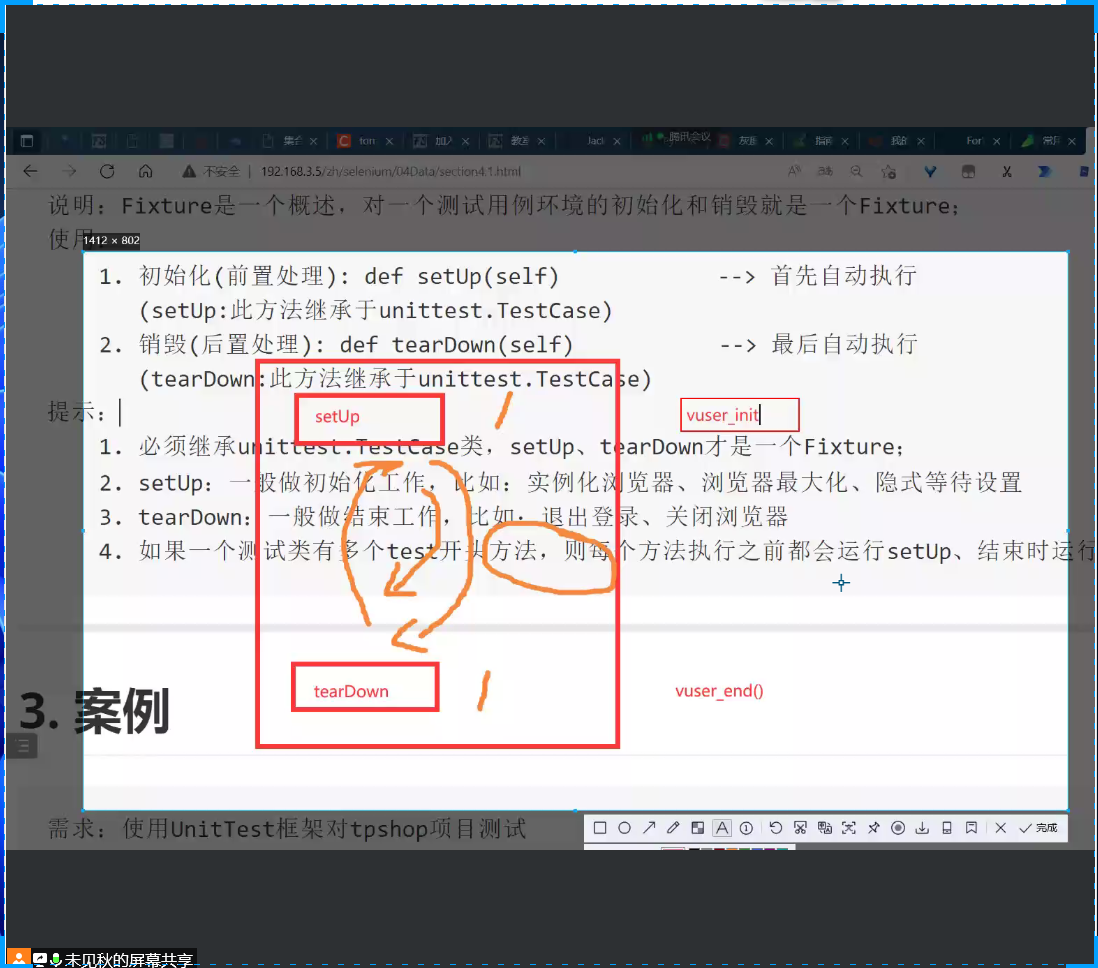 集合
fon
加入
教差
Jack
腾讯会议
灰度
指南
我的
For
常用
不安全 | 192.168.3.5/zh/selenium/04Data/section4.1.html
说明: Fixture是一个概述，对一个测试用例环境的初始化和销毁就是一个Fixture;
使用
1412 × 802
1. 初始化(前置处理): def setUp(self) --> 首先自动执行
(setUp:此方法继承于unittest.TestCase)
2. 销毁(后置处理): def tearDown(self) --> 最后自动执行
(tearDown:此方法继承于unittest.TestCase)
提示:
setUp
vuser_init
1. 必须继承unittest.TestCase类，setUp、tearDown才是一个Fixture;
2. setUp: 一般做初始化工作，比如: 实例化浏览器、浏览器最大化、隐式等待设置
3. tearDown: 一般做结束工作，比如: 退出登录、关闭浏览器
4. 如果一个测试类有多个test开头方法，则每个方法执行之前都会运行setUp、结束时运行
tearDown
vuser_end()
3. 案例
需求: 使用UnitTest框架对tpshop项目测试
完成
未见秋的屏幕共享